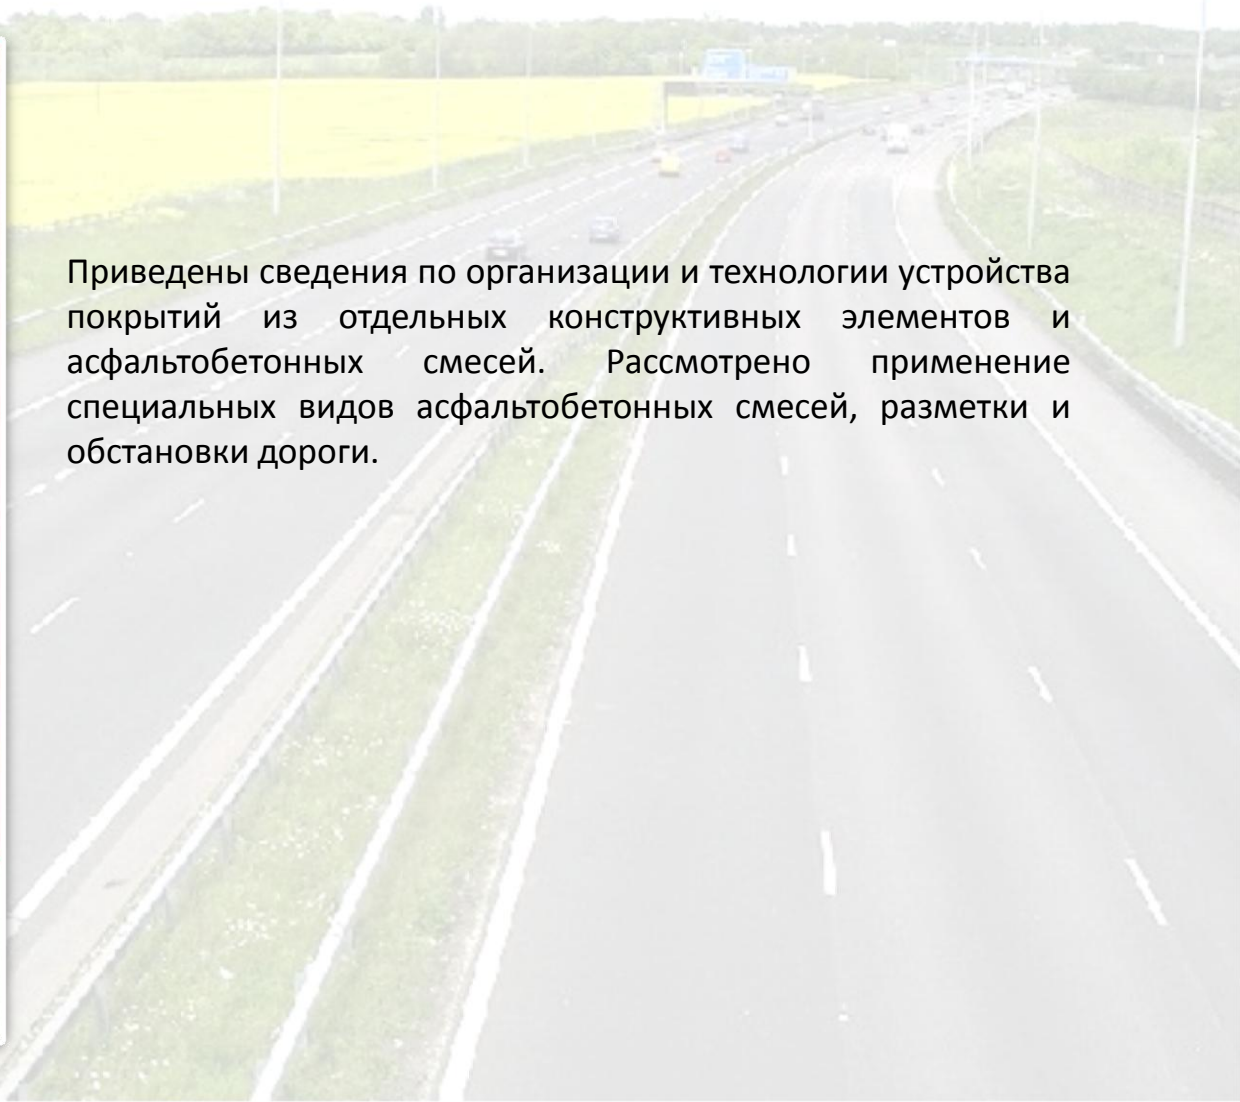 Приведены сведения по организации и технологии устройства
покрытий из отдельных конструктивных элементов и
асфальтобетонных смесей. Рассмотрено применение
специальных видов асфальтобетонных смесей, разметки и
обстановки дороги.